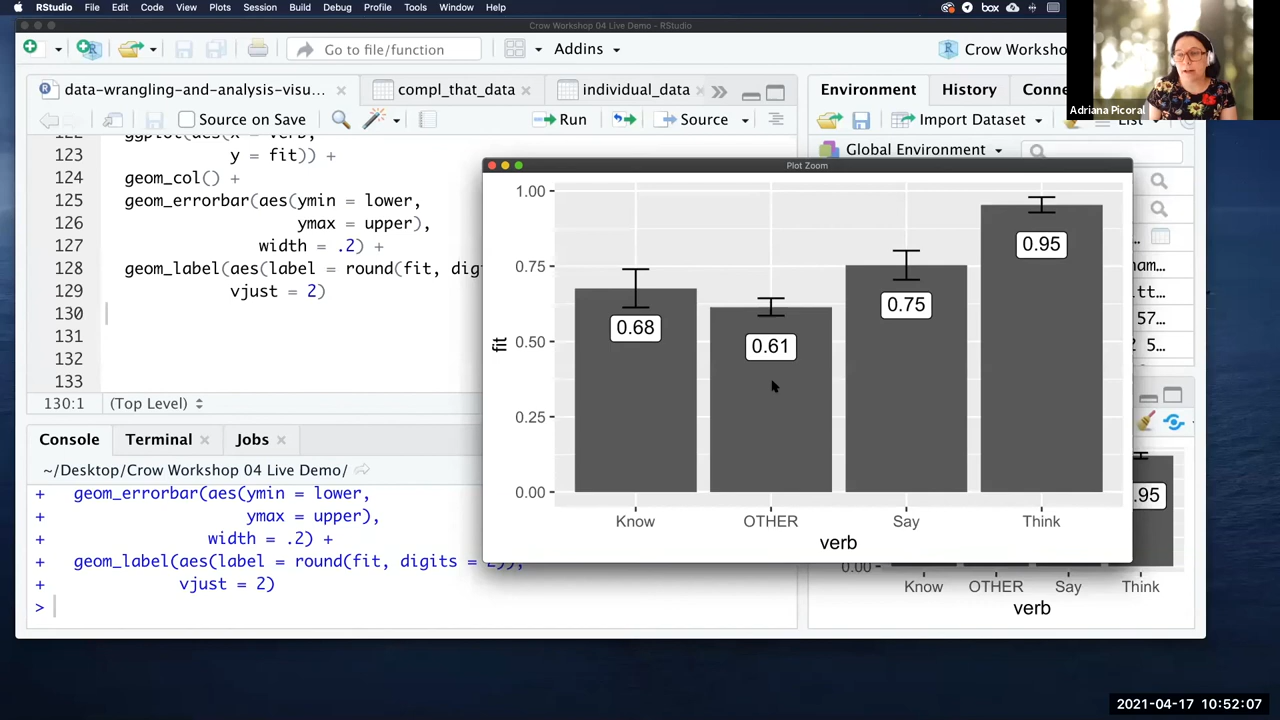 RStudio File Edit Code View Plots Session Build Debug Profile Tools Window Help box
Crow Workshop 04 Live Demo - RStudio
Go to file/function Addins Crow Worksho
Adriana Picoral
data-wrangling-and-analysis-visu... compl_that_data individual_data
Environment History Conne
Source on Save Run Source
Import Dataset List
Global Environment
123 y = fit)) +
124 geom_col() +
125 geom_errorbar(aes(ymin = lower,
126 ymax = upper),
127 width = .2) +
128 geom_label(aes(label = round(fit, dig
129 vjust = 2)
130
131
132
133
130:1 (Top Level)
Plot Zoom
1.00
0.75
0.50
0.25
0.00
fit
0.68
0.61
0.75
0.95
Know OTHER Say Think
verb
Console Terminal Jobs
~/Desktop/Crow Workshop 04 Live Demo/
+ geom_errorbar(aes(ymin = lower,
+ ymax = upper),
+ width = .2) +
+ geom_label(aes(label = round(fit, digits =
+ vjust = 2)
>
.95
Know OTHER Say Think
verb
2021-04-17 10:52:07